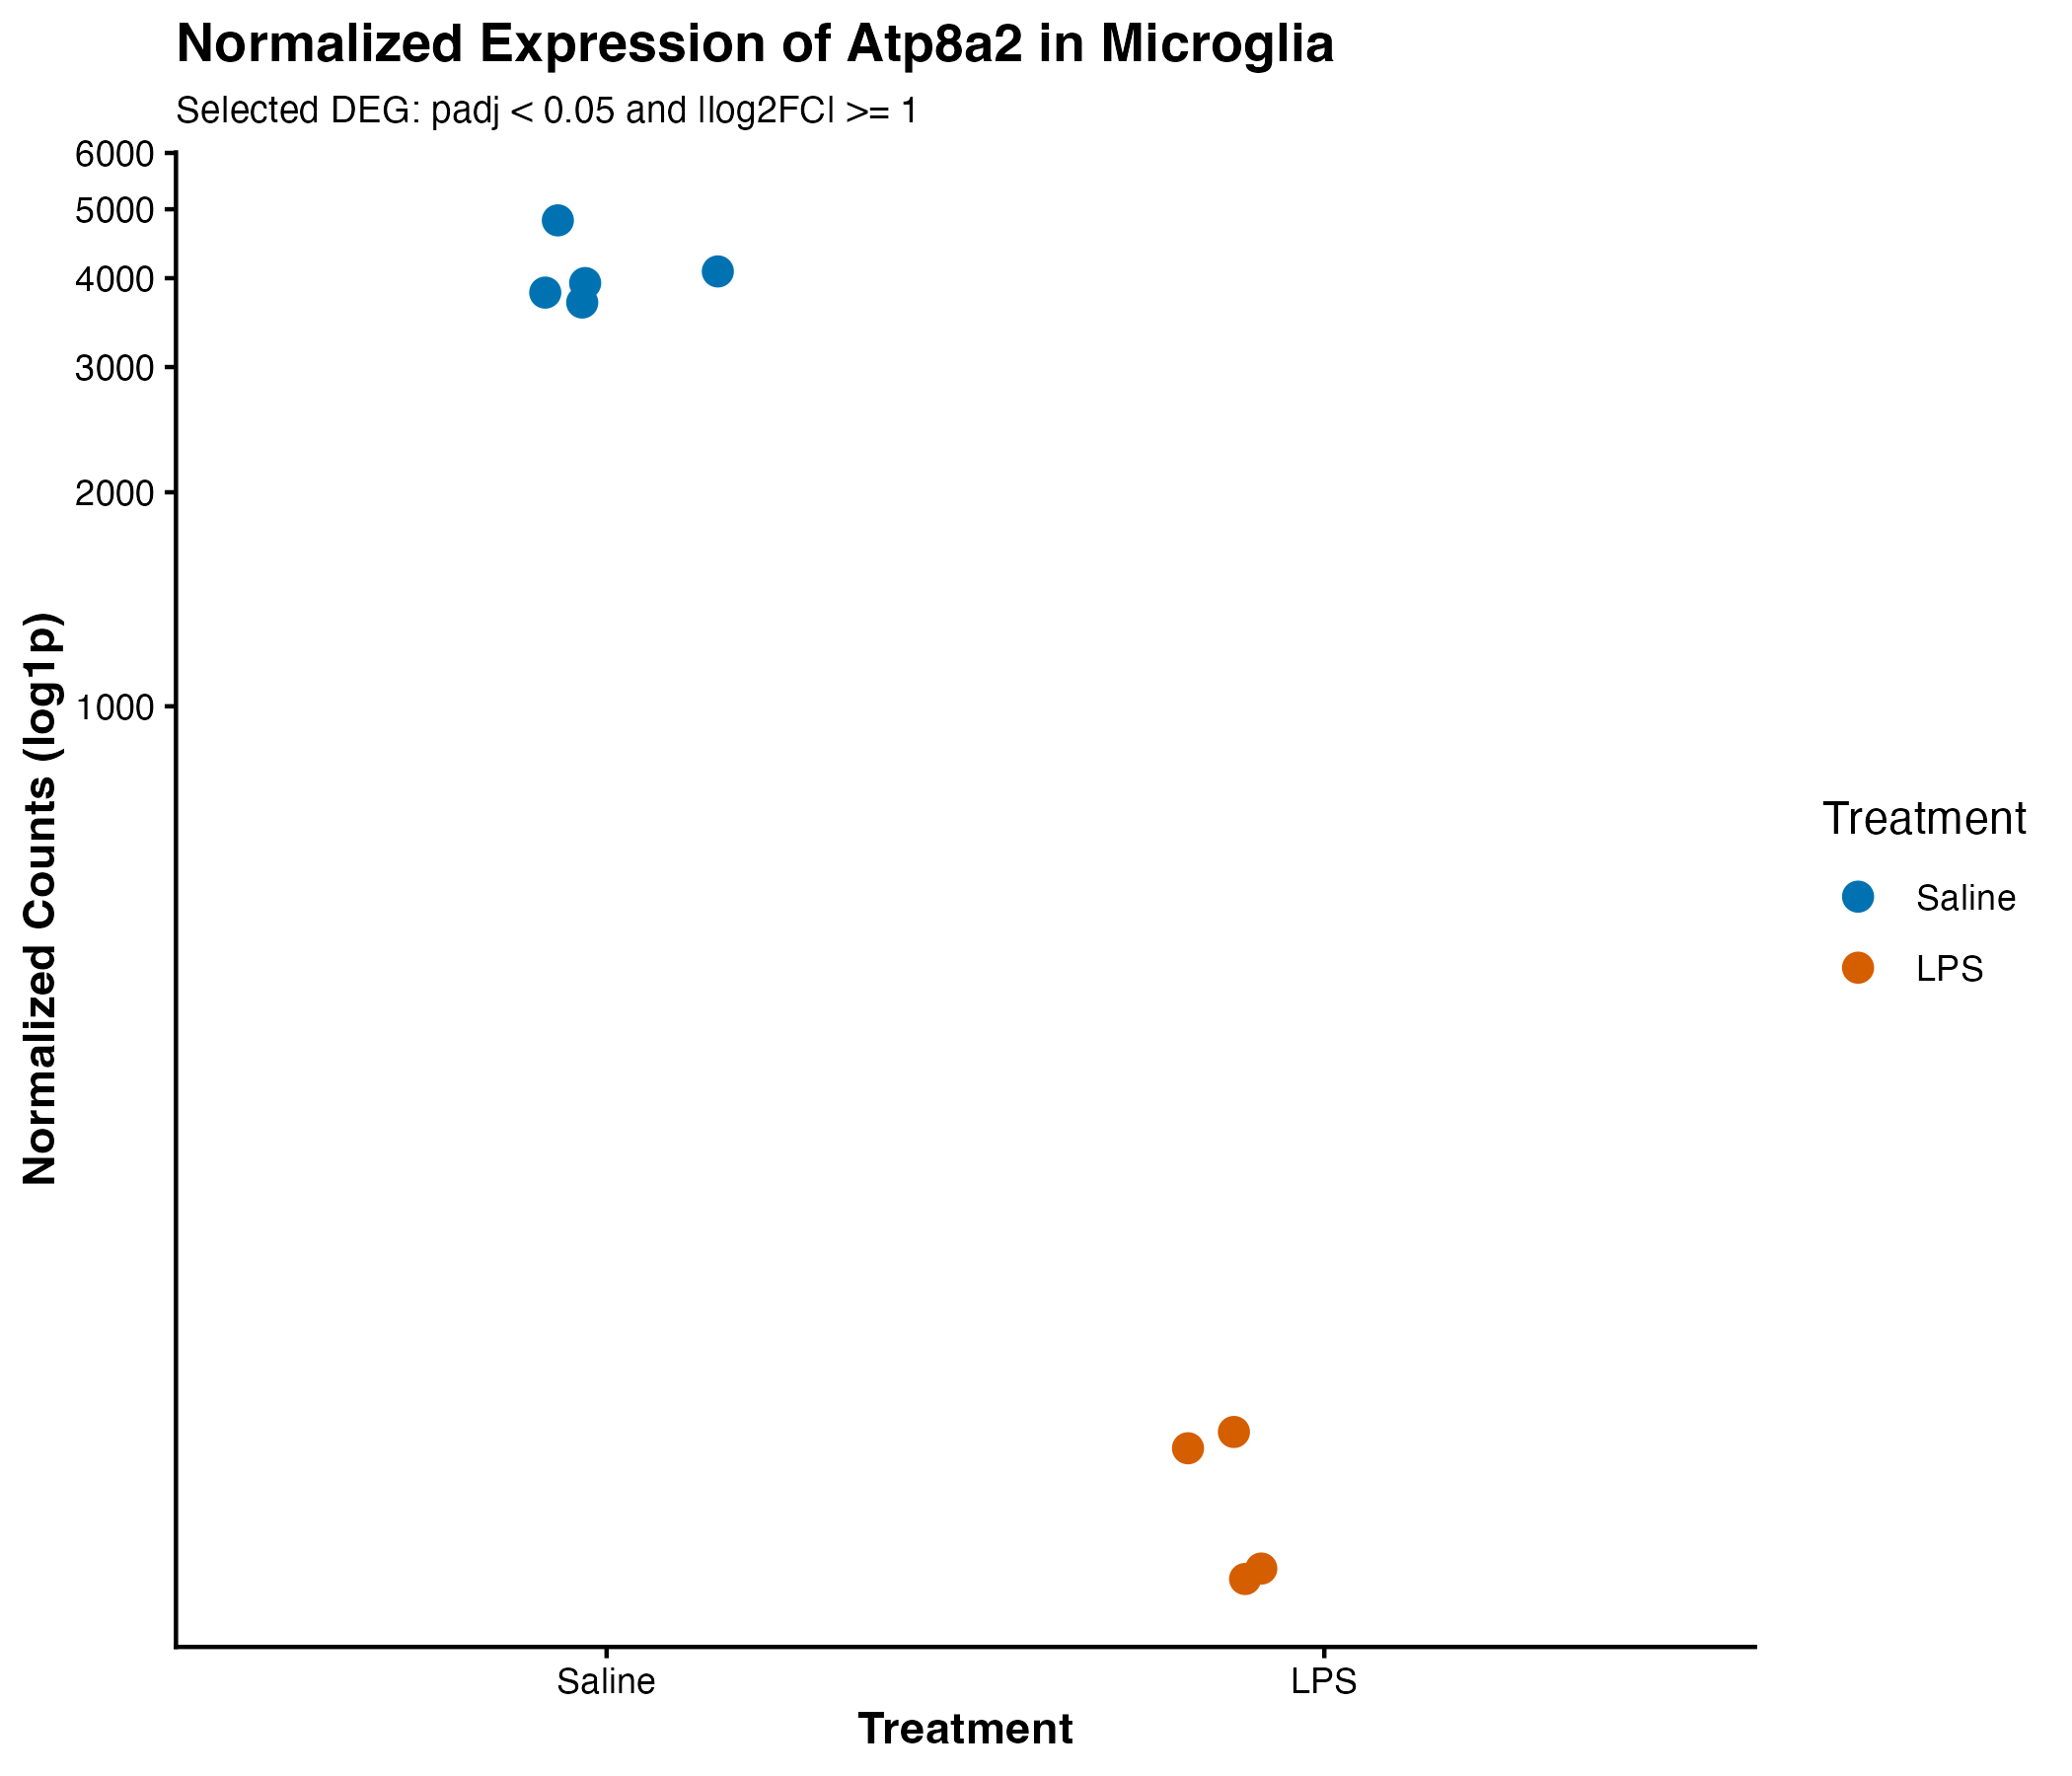 Normalized Expression of Atp8a2 in Microglia
Selected DEG: padj < 0.05 and |log2FC| >= 1
6000
5000
4000
3000
2000
1000
Normalized Counts (log1p)
Saline
LPS
Treatment
Treatment
Saline
LPS